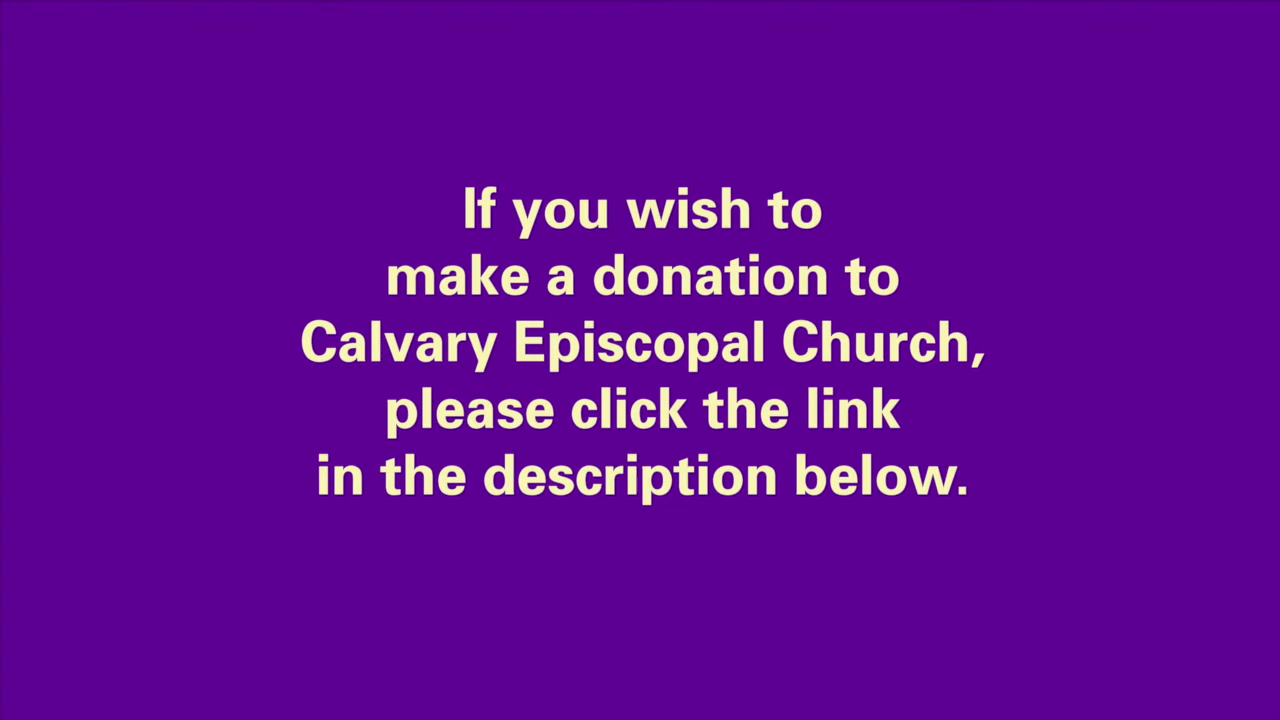 If you wish to
make a donation to
Calvary Episcopal Church,
please click the link
in the description below.